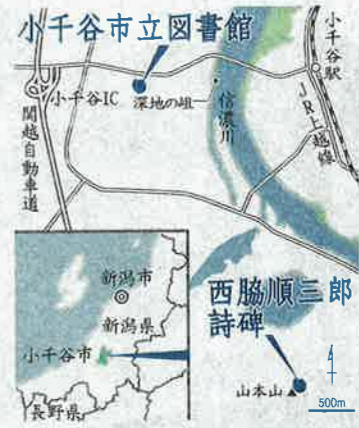 小千谷市立図書館
小千谷駅
小千谷IC
深地の岨
信濃川
JR上越線
関越自動車道
新潟市
新潟県
小千谷市
長野県
西脇順三郎
詩碑
山本山
500m